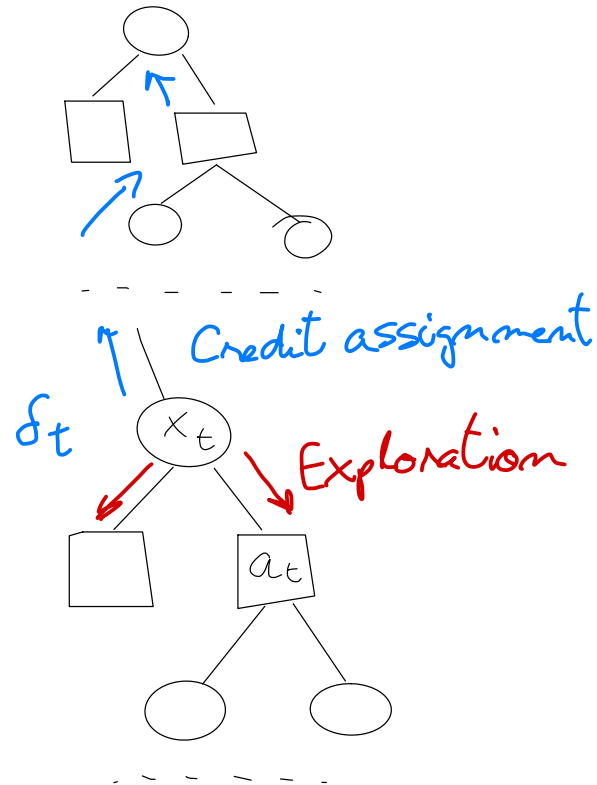 Credit assignment
δt
xt
Exploration
at